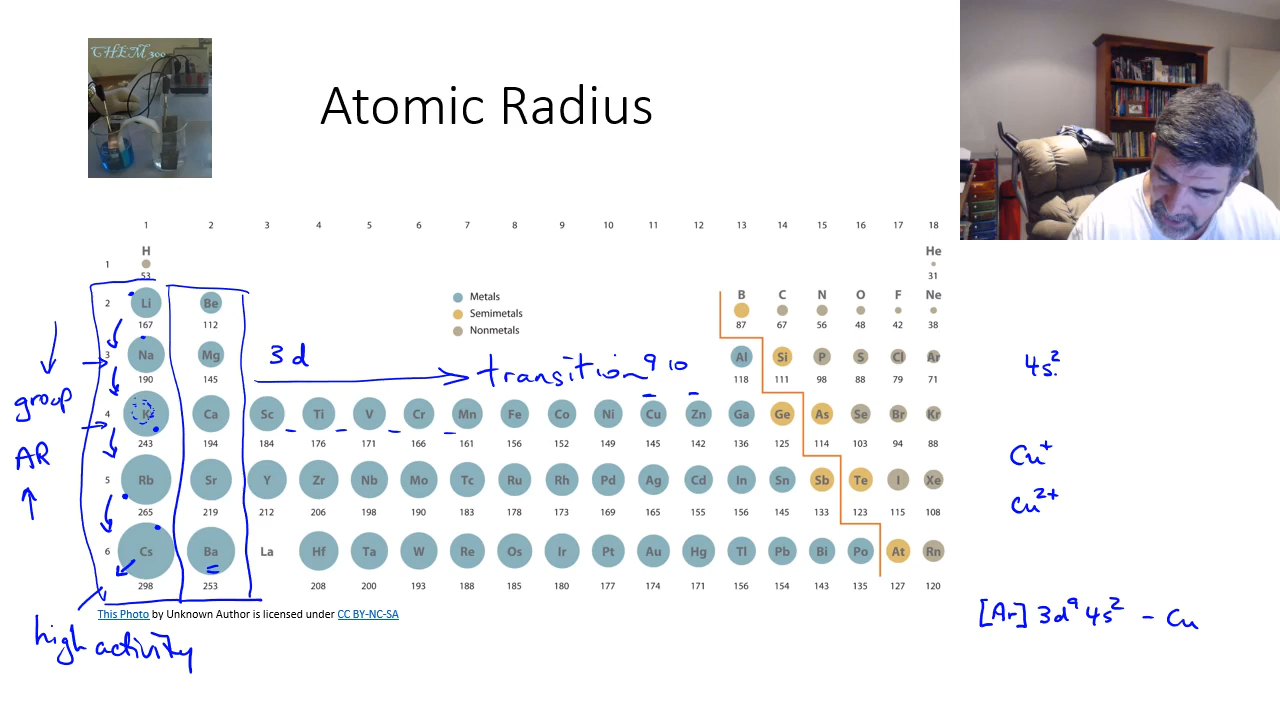 CHEM 300
Atomic Radius
1 2 3 4 5 6 7 8 9 10 11 12 13 14 15 16 17 18
H He
1
53 31
Metals
Semimetals
Nonmetals
2 Li Be B C N O F Ne
167 112 87 67 56 48 42 38
3 Na Mg Al Si P S Cl Ar
190 145 118 111 98 88 79 71
3d transition 9 10
4s²
group
4 K Ca Sc Ti V Cr Mn Fe Co Ni Cu Zn Ga Ge As Se Br Kr
243 194 184 176 171 166 161 156 152 149 145 142 136 125 114 103 94 88
AR
Cu⁺
5 Rb Sr Y Zr Nb Mo Tc Ru Rh Pd Ag Cd In Sn Sb Te I Xe
265 219 212 206 198 190 183 178 173 169 165 155 156 145 133 123 115 108
Cu²⁺
6 Cs Ba La Hf Ta W Re Os Ir Pt Au Hg Tl Pb Bi Po At Rn
298 253 208 200 193 188 185 180 177 174 171 156 154 143 135 127 120
This Photo by Unknown Author is licensed under CC BY-NC-SA
[Ar] 3d⁹ 4s² - Cu
high activity